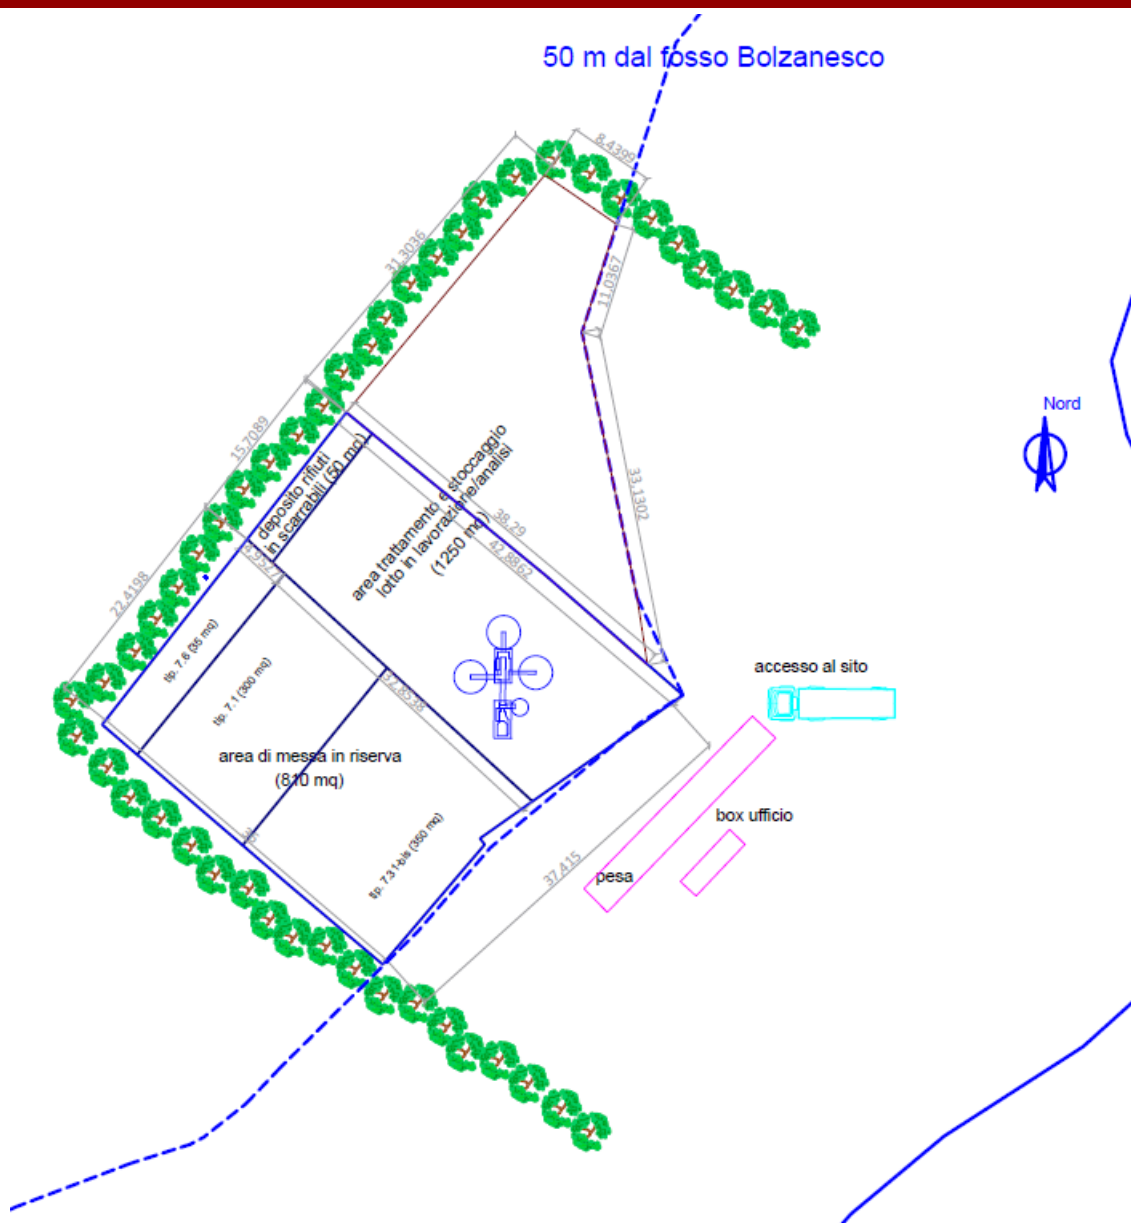 50 m dal fosso Bolzanesco
8,4399
31,3036
11,0367
Nord
15,7089
deposito rifiuti
in scarrabili (50 mq)
area trattamento e stoccaggio
lotto in lavorazione/analisi
(1250 mq)
38,29
42,8862
33,1302
22,4198
4,9527
tip. 7.6 (35 mq)
tip. 7.1 (300 mq)
37,8538
accesso al sito
area di messa in riserva
(810 mq)
box ufficio
tip. 7.31-bis (350 mq)
37,415
pesa